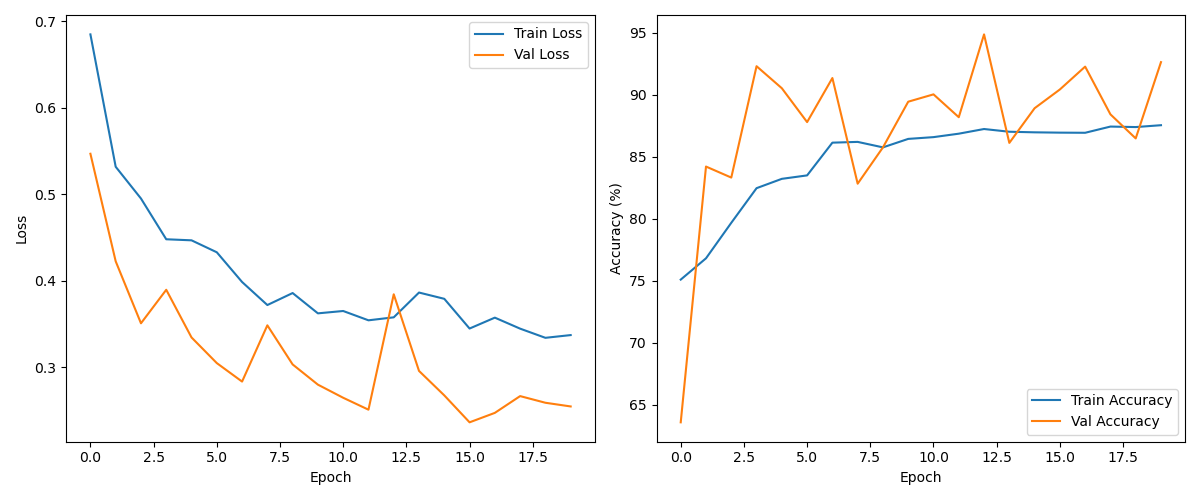 Train Loss
Val Loss
0.7
0.6
0.5
0.4
0.3
Loss
0.0 2.5 5.0 7.5 10.0 12.5 15.0 17.5
Epoch
95
90
85
80
75
70
65
Accuracy (%)
Train Accuracy
Val Accuracy
0.0 2.5 5.0 7.5 10.0 12.5 15.0 17.5
Epoch